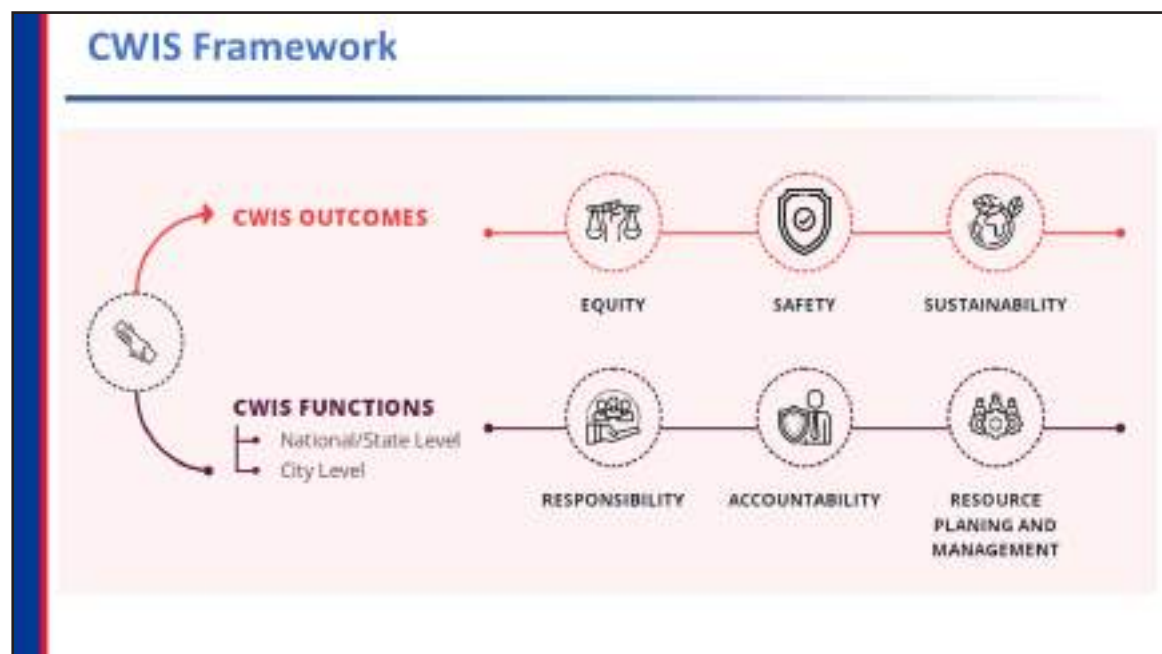 CWIS Framework
CWIS OUTCOMES
EQUITY
SAFETY
SUSTAINABILITY
CWIS FUNCTIONS
National/State Level
City Level
RESPONSIBILITY
ACCOUNTABILITY
RESOURCE
PLANING AND
MANAGEMENT